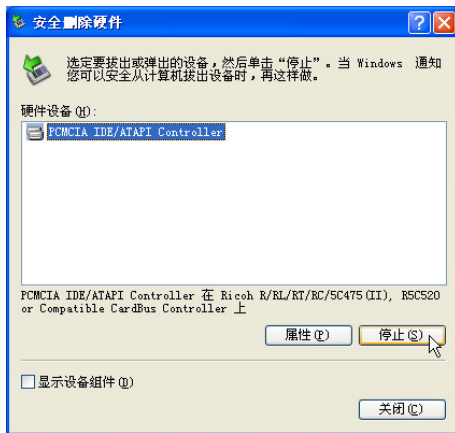 安全删除硬件
选定要拔出或弹出的设备，然后单击“停止”。当 Windows 通知
您可以安全从计算机拔出设备时，再这样做。
硬件设备(H):
PCMCIA IDE/ATAPI Controller
PCMCIA IDE/ATAPI Controller 在 Ricoh R/RL/RT/RC/5C475(II), R5C520
or Compatible CardBus Controller 上
属性(P) 停止(S)
显示设备组件(D)
关闭(C)